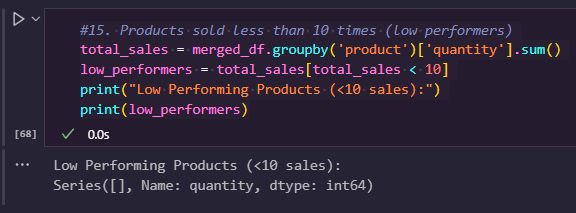 #15. Products sold less than 10 times (low performers)
total_sales = merged_df.groupby('product')['quantity'].sum()
low_performers = total_sales[total_sales < 10]
print("Low Performing Products (<10 sales):")
print(low_performers)
[68]
0.0s
Low Performing Products (<10 sales):
Series([], Name: quantity, dtype: int64)